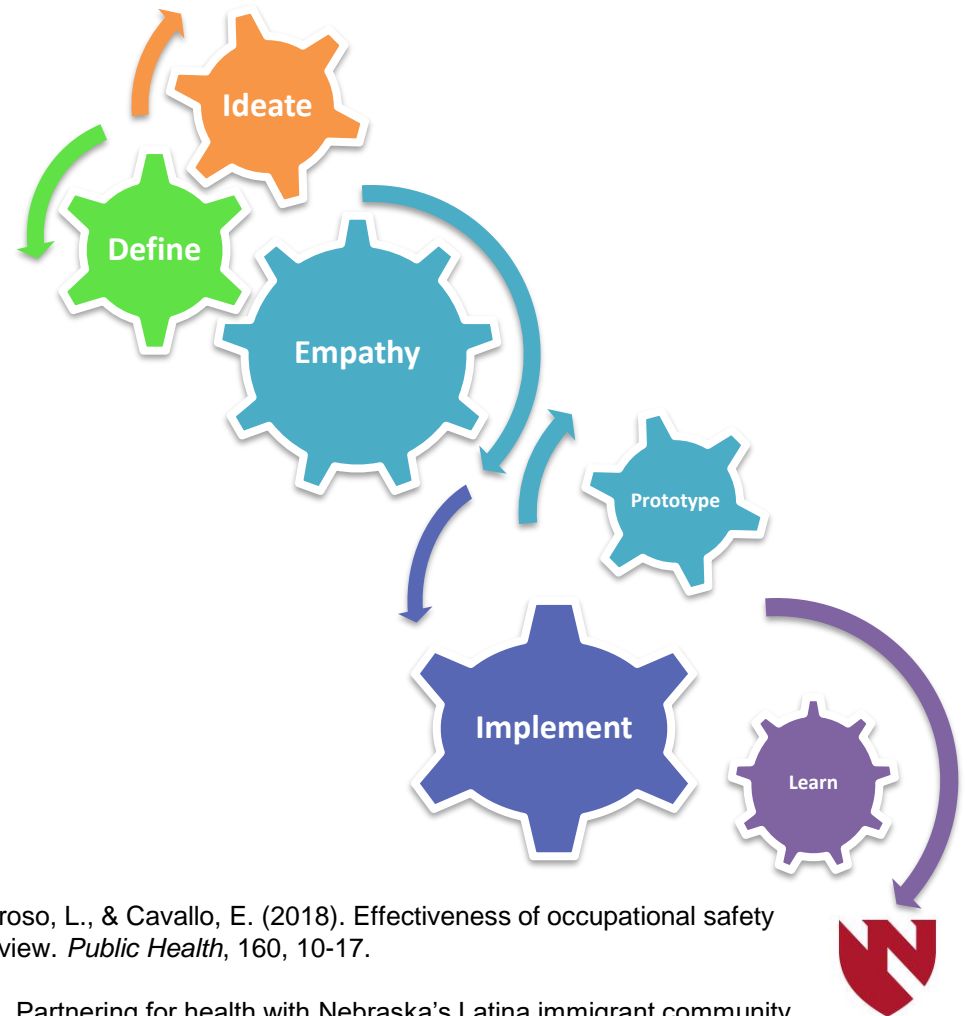 Ideate
Define
Empathy
Prototype
Implement
Learn
roso, L., & Cavallo, E. (2018). Effectiveness of occupational safety
view. Public Health, 160, 10-17.
Partnering for health with Nebraska's Latina immigrant community
N